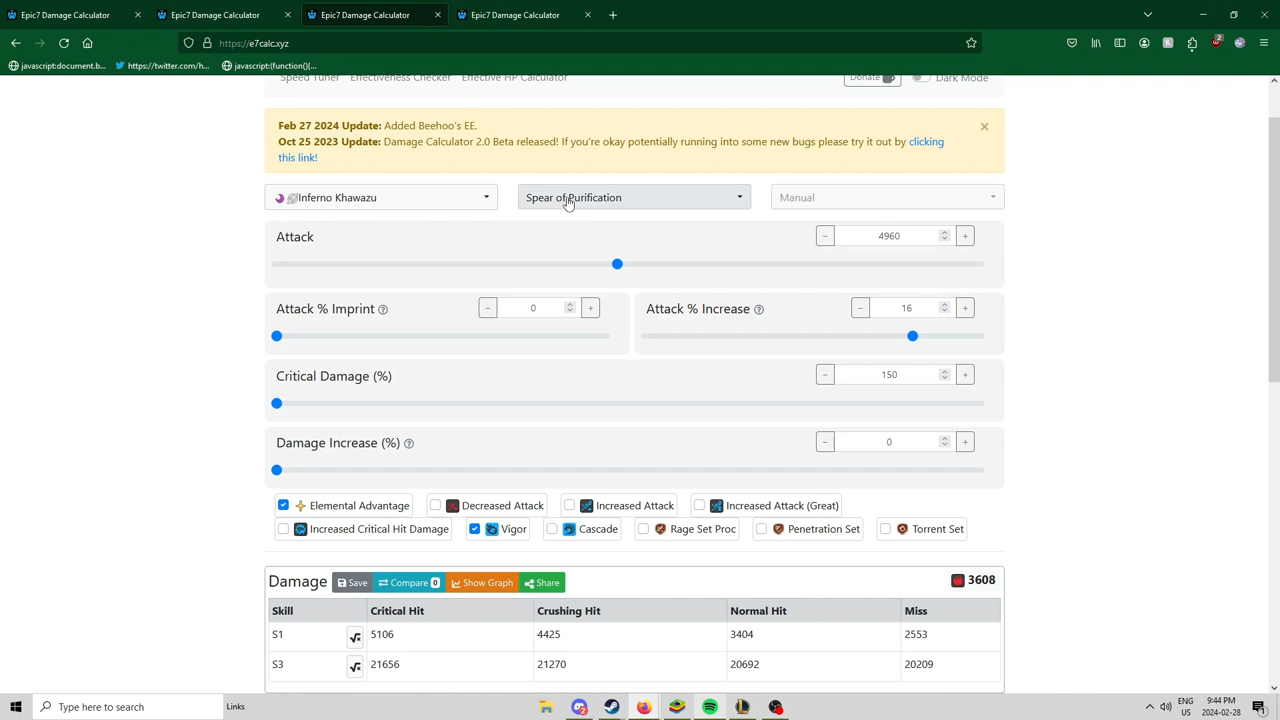 Epic7 Damage Calculator
Epic7 Damage Calculator
Epic7 Damage Calculator
Epic7 Damage Calculator
https://e7calc.xyz
javascript:document.b...
https://twitter.com/h...
javascript:(function(){...
Speed Tuner Effectiveness Checker Effective HP Calculator
Donate
Dark Mode
Feb 27 2024 Update: Added Beehoo's EE.
Oct 25 2023 Update: Damage Calculator 2.0 Beta released! If you're okay potentially running into some new bugs please try it out by clicking
this link!
Inferno Khawazu
Spear of Purification
Manual
Attack
4960
Attack % Imprint
0
Attack % Increase
16
Critical Damage (%)
150
Damage Increase (%)
0
Elemental Advantage
Decreased Attack
Increased Attack
Increased Attack (Great)
Increased Critical Hit Damage
Vigor
Cascade
Rage Set Proc
Penetration Set
Torrent Set
Damage
Save
Compare 0
Show Graph
Share
3608
Skill Critical Hit Crushing Hit Normal Hit Miss
S1 5106 4425 3404 2553
S3 21656 21270 20692 20209
Type here to search
Links
ENG
US
9:44 PM
2024-02-28